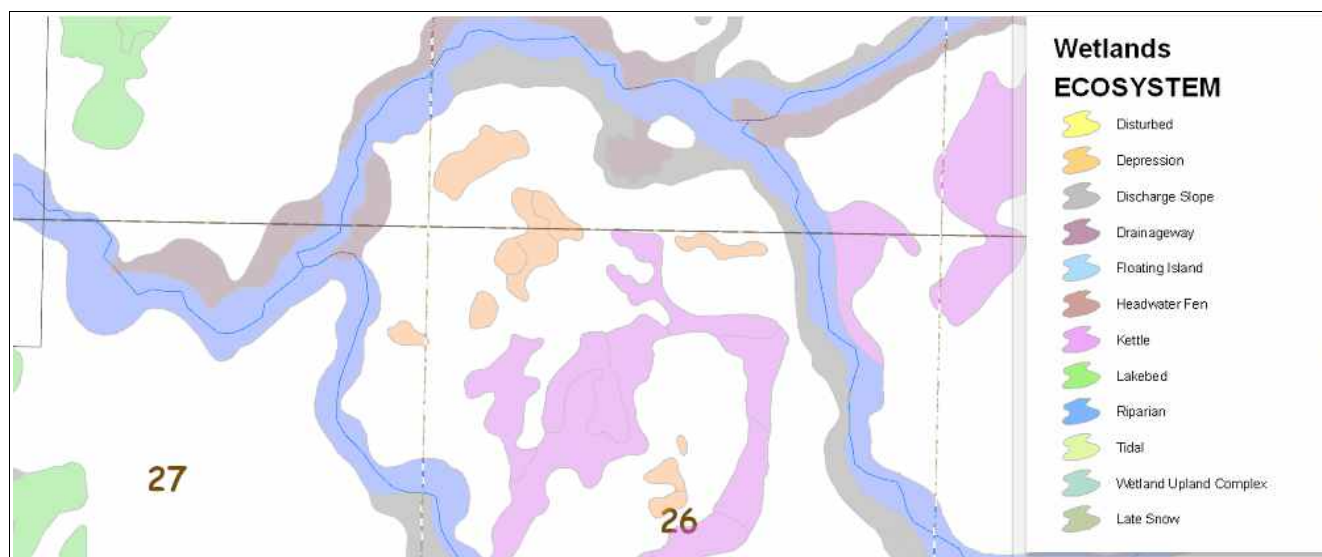 Wetlands
ECOSYSTEM
Disturbed
Depression
Discharge Slope
Drainageway
Floating Island
Headwater Fen
Kettle
Lakebed
Riparian
Tidal
Wetland Upland Complex
Late Snow
27
26